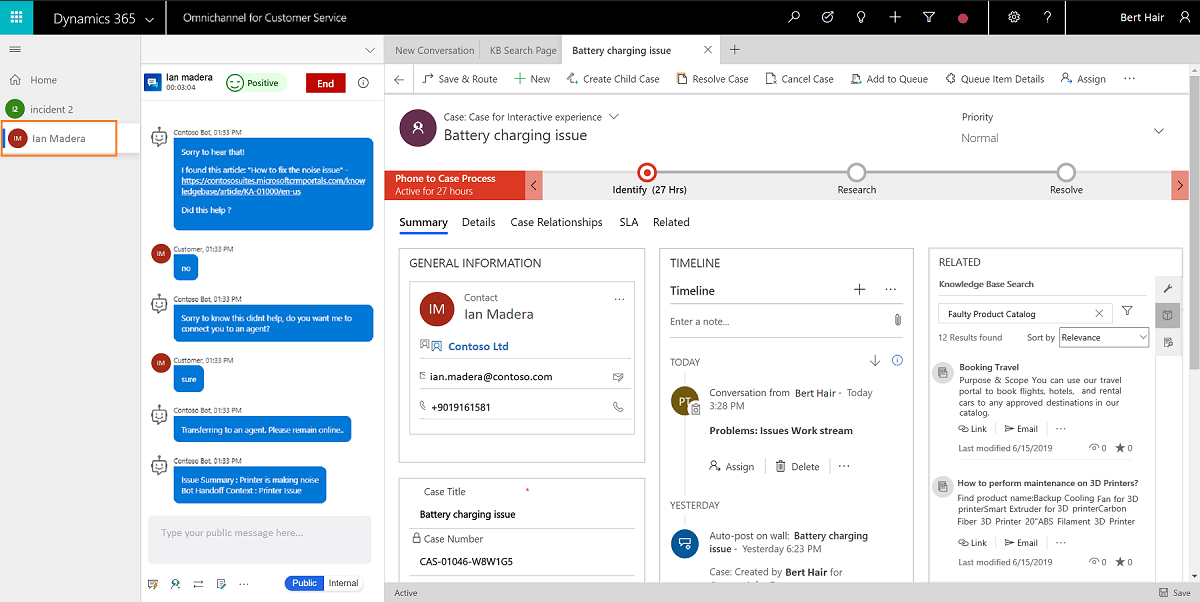 Dynamics 365
Omnichannel for Customer Service
Bert Hair
Home
I2
incident 2
IM
Ian Madera
Ian madera
00:03:04
Positive
End
Contoso Bot, 01:33 PM
Sorry to hear that!
I found this article: "How to fix the noise issue" -
https://contososuites.microsoftcrmportals.com/know
ledgebase/article/KA-01000/en-us
Did this help ?
IM
Customer, 01:33 PM
no
Contoso Bot, 01:33 PM
Sorry to know this didnt help, do you want me to
connect you to an agent?
IM
Customer, 01:33 PM
sure
Contoso Bot, 01:33 PM
Transferring to an agent. Please remain online..
Contoso Bot, 01:33 PM
Issue Summary : Printer is making noise
Bot Handoff Context : Printer Issue
Type your public message here...
Public
Internal
New Conversation
KB Search Page
Battery charging issue
Save & Route
New
Create Child Case
Resolve Case
Cancel Case
Add to Queue
Queue Item Details
Assign
Case: Case for Interactive experience
Battery charging issue
Priority
Normal
Phone to Case Process
Active for 27 hours
Identify (27 Hrs)
Research
Resolve
Summary
Details
Case Relationships
SLA
Related
GENERAL INFORMATION
IM
Contact
Ian Madera
Contoso Ltd
ian.madera@contoso.com
+9019161581
Case Title
*
Battery charging issue
Case Number
CAS-01046-W8W1G5
TIMELINE
Timeline
Enter a note...
TODAY
PT
Conversation from Bert Hair - Today
3:28 PM
Problems: Issues Work stream
Assign
Delete
YESTERDAY
Auto-post on wall: Battery charging
issue - Yesterday 6:23 PM
Case: Created by Bert Hair for
RELATED
Knowledge Base Search
Faulty Product Catalog
12 Results found
Sort by
Relevance
Booking Travel
Purpose & Scope You can use our travel
portal to book flights, hotels, and rental
cars to any approved destinations in our
catalog.
Link
Email
Last modified 6/15/2019
0
0
How to perform maintenance on 3D Printers?
Find product name:Backup Cooling Fan for 3D
printerSmart Extruder for 3D printerCarbon
Fiber 3D Printer 20"ABS Filament 3D Printer
Link
Email
Last modified 6/15/2019
0
0
Active
Save